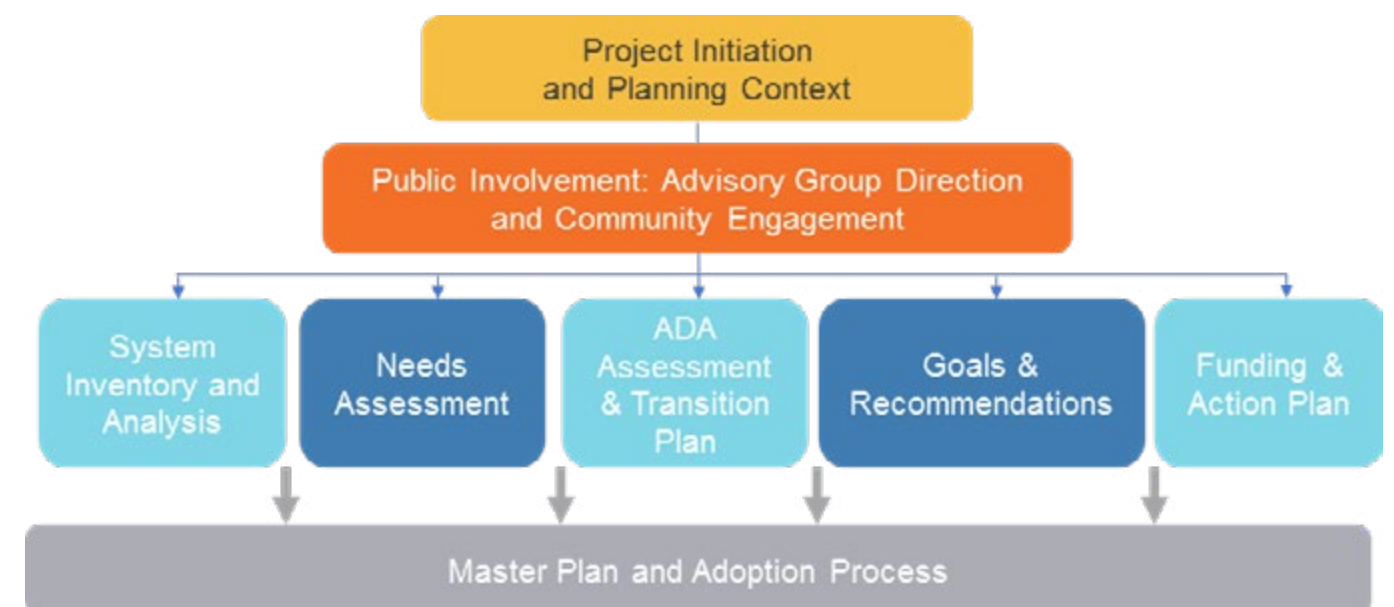 Project Initiation
and Planning Context
Public Involvement: Advisory Group Direction
and Community Engagement
System
Inventory and
Analysis
Needs
Assessment
ADA
Assessment
& Transition
Plan
Goals &
Recommendations
Funding &
Action Plan
Master Plan and Adoption Process